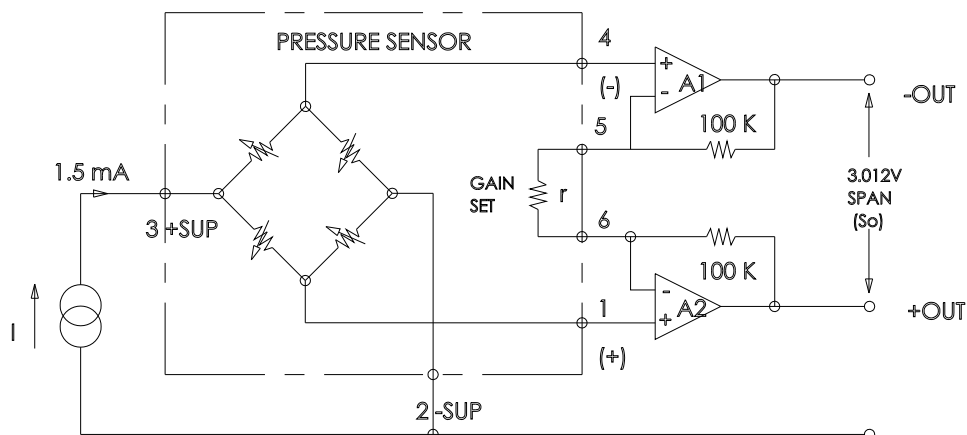 PRESSURE SENSOR
4
(-)
+
-
A1
-OUT
5
100 K
1.5 mA
GAIN
SET
r
3.012V
SPAN
(So)
3 +SUP
6
100 K
-
+
A2
1
(+)
+OUT
I
2 -SUP